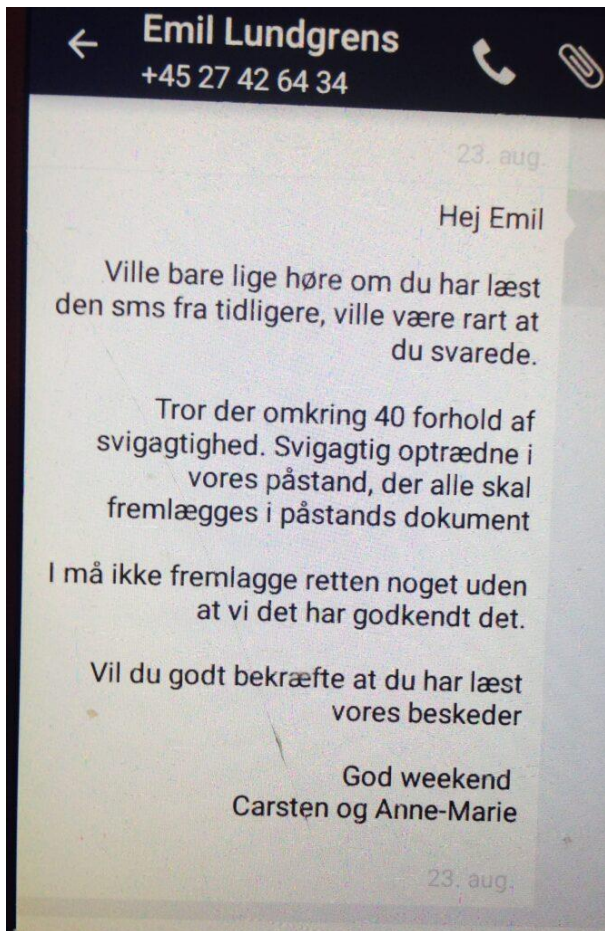 Emil Lundgrens
+45 27 42 64 34
23. aug.
Hej Emil
Ville bare lige høre om du har læst
den sms fra tidligere, ville være rart at
du svarede.
Tror der omkring 40 forhold af
svigagtighed. Svigagtig optrædne i
vores påstand, der alle skal
fremlægges i påstands dokument
I må ikke fremlagge retten noget uden
at vi det har godkendt det.
Vil du godt bekræfte at du har læst
vores beskeder
God weekend
Carsten og Anne-Marie
23. aug.